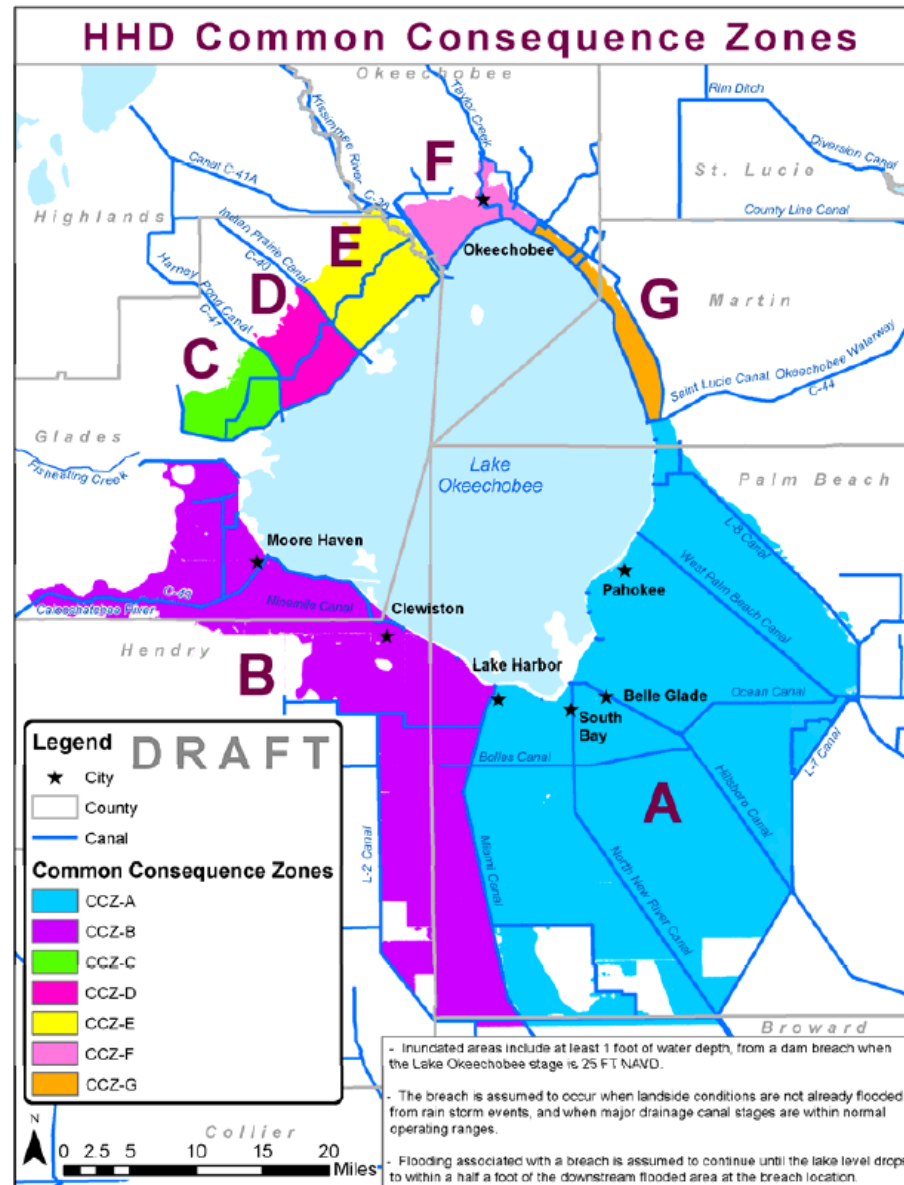 HHD Common Consequence Zones
Okeechobee
Rim Ditch
Kissimmee River
Taylor Creek
Diversion Canal
F
St. Lucie
Canal C-41A
C-38
Highlands
County Line Canal
Indian Prairie Canal
C-40
E
Okeechobee
Harney Pond Canal
C-41
D
G
Martin
C
Saint Lucie Canal, Okeechobee Waterway
C-44
Glades
Fisheating Creek
Lake
Okeechobee
Palm Beach
L-8 Canal
Moore Haven
West Palm Beach Canal
Pahokee
C-43
Caloosahatchee River
Ninemile Canal
Clewiston
Hendry
B
Lake Harbor
Belle Glade
Ocean Canal
South
Bay
Bolles Canal
L-7 Canal
Hillsboro Canal
A
L-2 Canal
Miami Canal
North New River Canal
Broward
Legend
DRAFT
City
County
Canal
Common Consequence Zones
CCZ-A
CCZ-B
CCZ-C
CCZ-D
CCZ-E
CCZ-F
CCZ-G
N
Collier
0 2.5 5 10 15 20
Miles
- Inundated areas include at least 1 foot of water depth, from a dam breach when
the Lake Okeechobee stage is 25 FT NAVD.
- The breach is assumed to occur when landside conditions are not already flooded
from rain storm events, and when major drainage canal stages are within normal
operating ranges.
- Flooding associated with a breach is assumed to continue until the lake level drops
to within a half a foot of the downstream flooded area at the breach location.